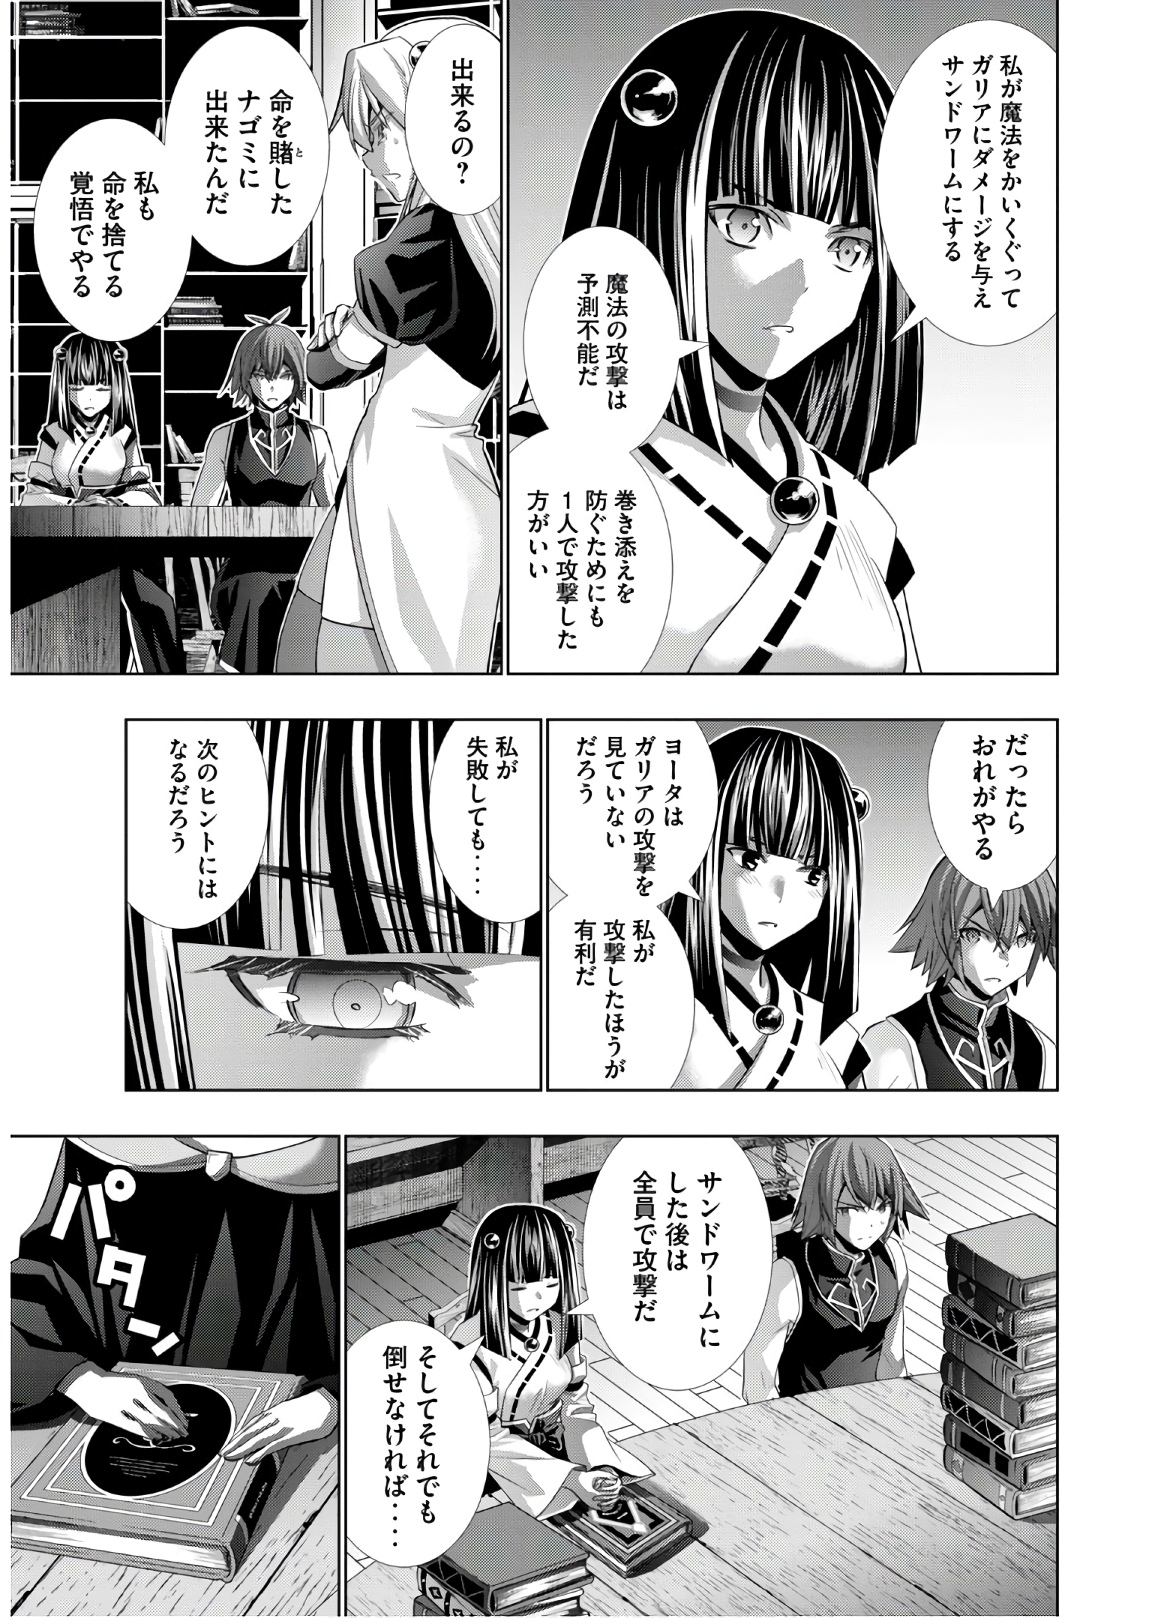 私が魔法をかいくぐって
ガリアにダメージを与え
サンドワームにする
魔法の攻撃は
予測不能だ
巻き添えを
防ぐためにも
1人で攻撃した
方がいい
出来るの?
命を賭した
と
ナゴミに
出来たんだ
私も
命を捨てる
覚悟でやる
だったら
おれがやる
ヨータは
ガリアの攻撃を
見ていない
だろう
私が
攻撃したほうが
有利だ
私が
失敗しても‥‥
次のヒントには
なるだろう
サンドワームに
した後は
全員で攻撃だ
そしてそれでも
倒せなければ‥‥
パタン